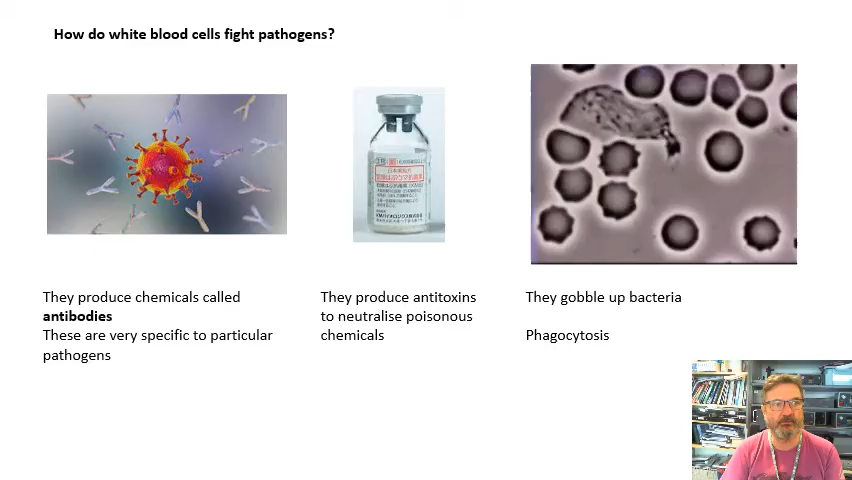 How do white blood cells fight pathogens?
They produce chemicals called
antibodies
These are very specific to particular
pathogens
They produce antitoxins
to neutralise poisonous
chemicals
They gobble up bacteria
Phagocytosis